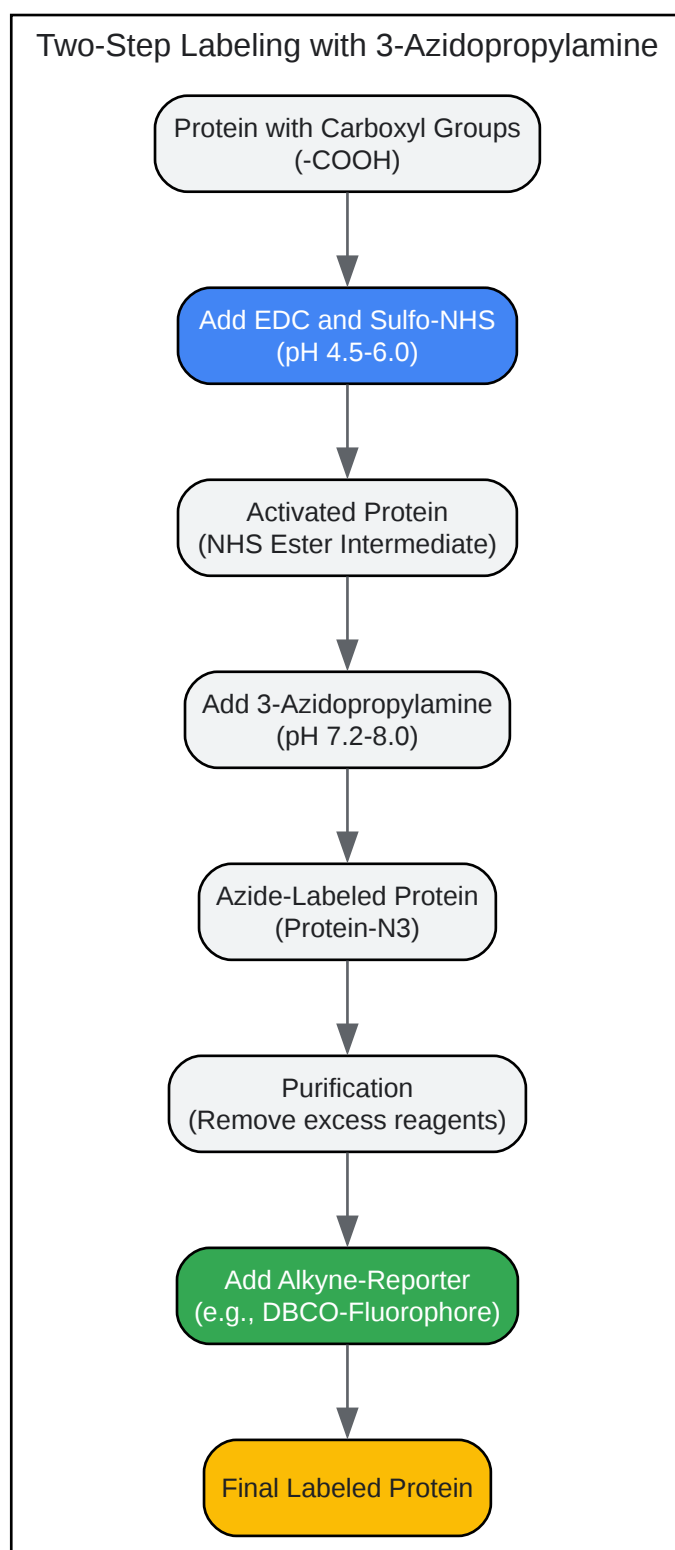 Two-Step Labeling with 3-Azidopropylamine
Protein with Carboxyl Groups
(-COOH)
Add EDC and Sulfo-NHS
(pH 4.5-6.0)
Activated Protein
(NHS Ester Intermediate)
Add 3-Azidopropylamine
(pH 7.2-8.0)
Azide-Labeled Protein
(Protein-N3)
Purification
(Remove excess reagents)
Add Alkyne-Reporter
(e.g., DBCO-Fluorophore)
Final Labeled Protein